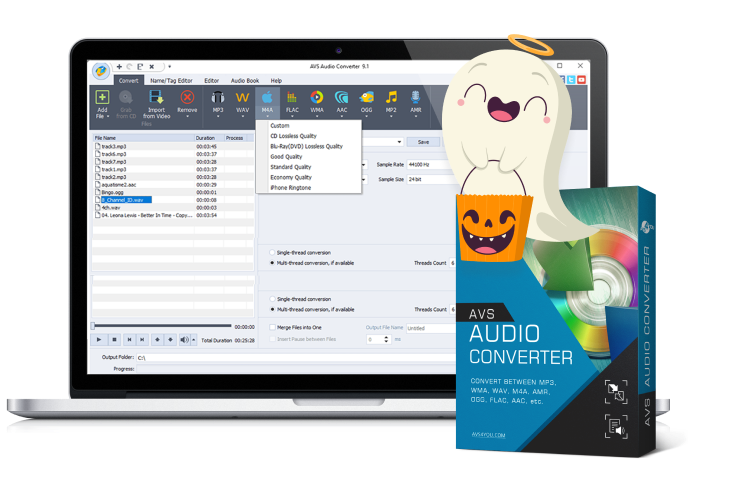 AVS Audio Converter 9.1
Convert Name/Tag Editor Editor Audio Book Help
Add File
Grab from CD
Import from Video
Remove
MP3 WAV M4A FLAC WMA AAC OGG MP2 AMR
Files
File Name Duration Process
track3.mp3 00:03:45
track6.mp3 00:03:37
track7.mp3 00:03:28
track1.mp3 00:03:37
track2.mp3 00:03:28
aquatisme2.aac 00:00:29
Bingo.ogg 00:00:01
8_Channel_ID.wav 00:00:08
4ch.wav 00:00:03
04. Leona Lewis - Better In Time - Copy... 00:03:54
Custom
CD Lossless Quality
Blu-Ray(DVD) Lossless Quality
Good Quality
Standard Quality
Economy Quality
iPhone Ringtone
Save
Sample Rate 44100 Hz
Sample Size 24 bit
Single-thread conversion
Multi-thread conversion, if available Threads Count 6
Single-thread conversion
Multi-thread conversion, if available Threads Count 6
00:00:00
Merge Files into One Output File Name Untitled
Total Duration 00:25:28
Insert Pause between Files 0 ms
Output Folder: C:\
Progress:
AVS
AUDIO
CONVERTER
CONVERT BETWEEN MP3,
WMA, WAV, M4A, AMR,
OGG, FLAC, AAC, etc.
AVS4YOU.COM
AVS AUDIO CONVERTER